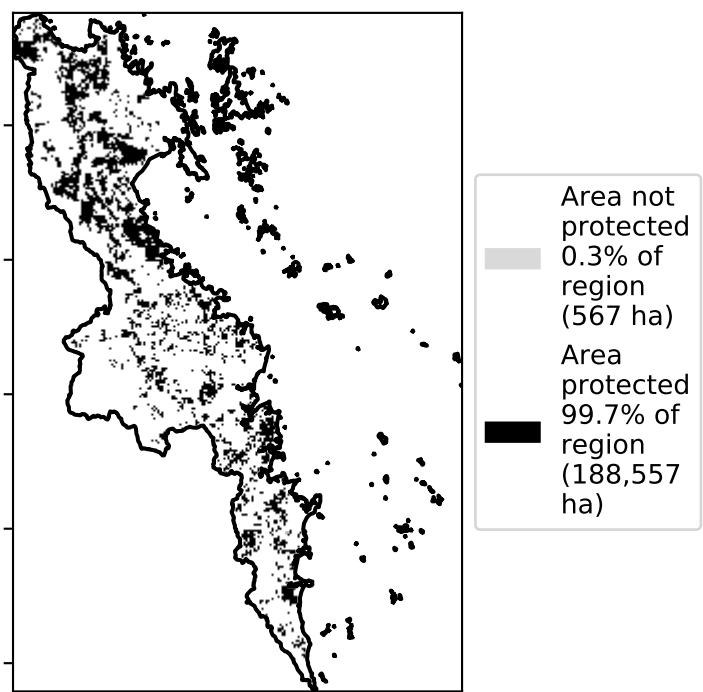 Area not
protected
0.3% of
region
(567 ha)
Area
protected
99.7% of
region
(188,557
ha)